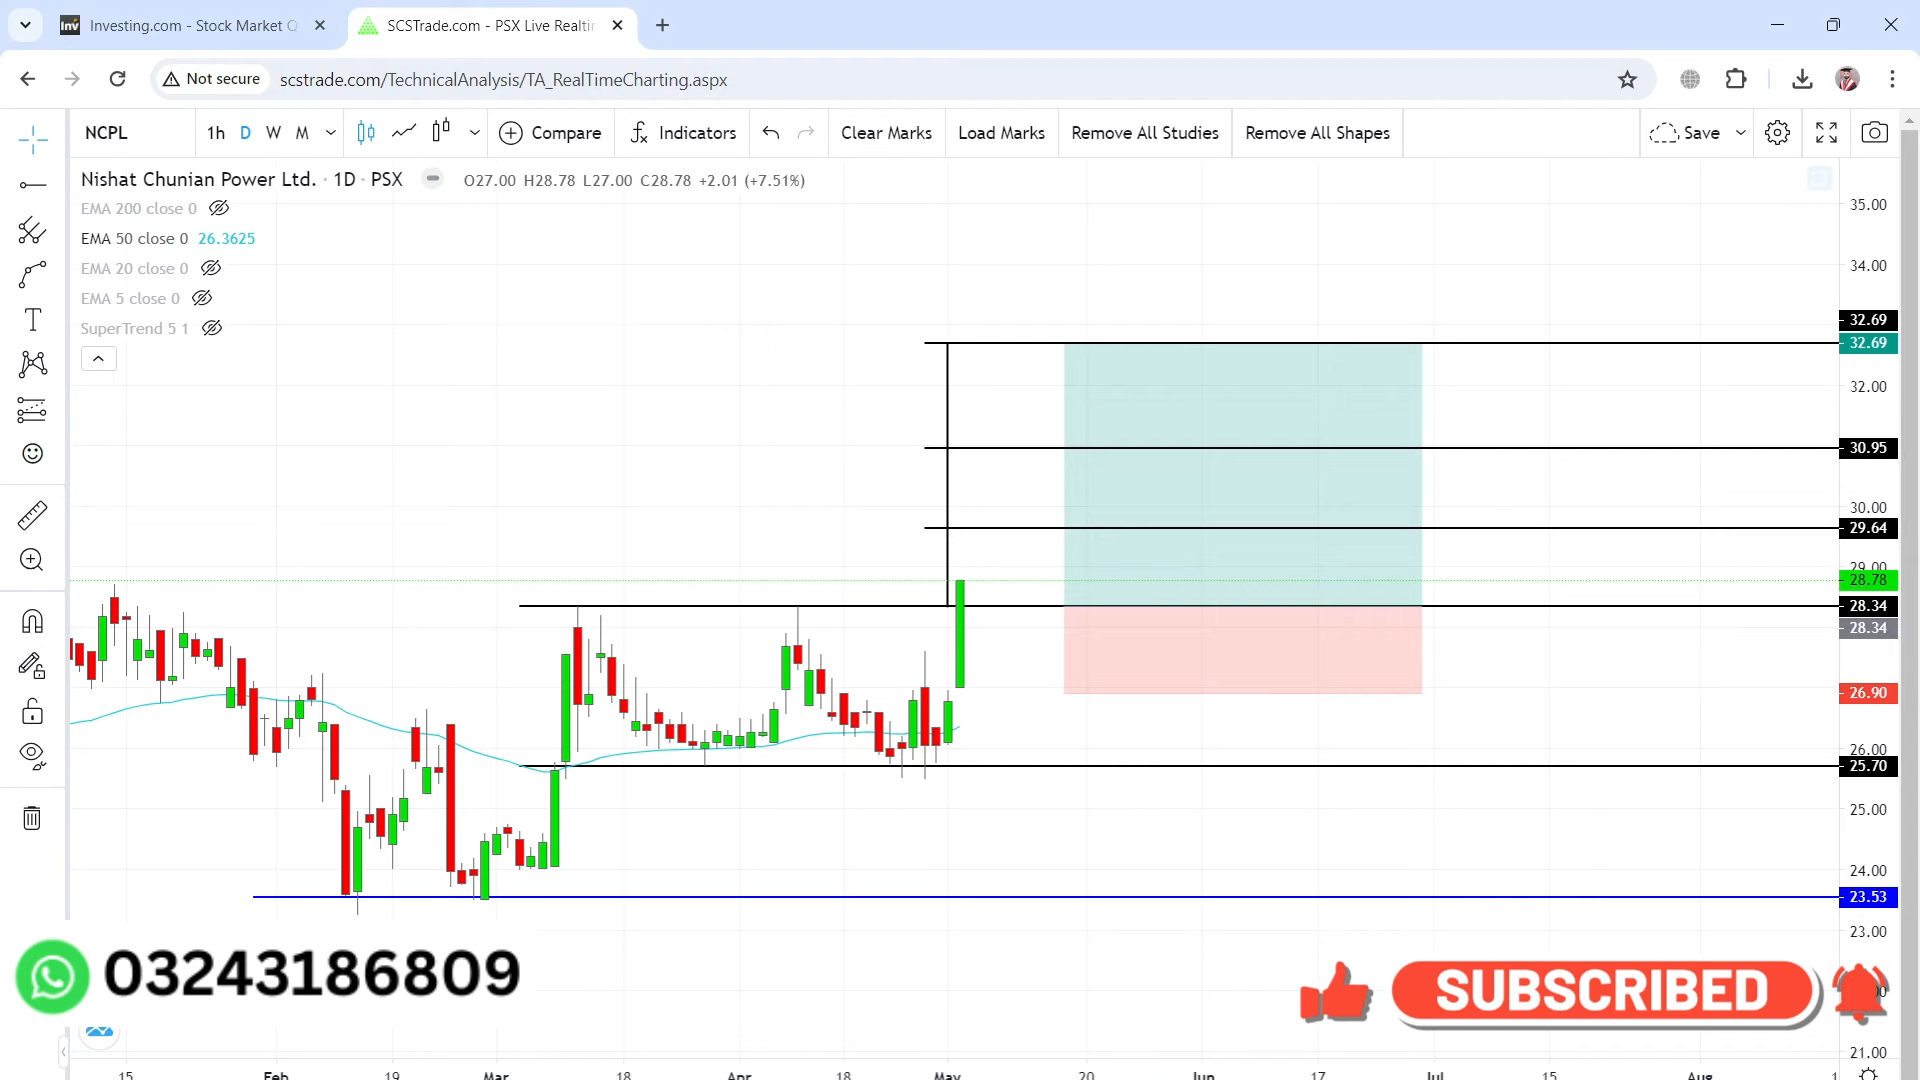 Investing.com - Stock Market Q
SCSTrade.com - PSX Live Realti
Not secure
scstrade.com/TechnicalAnalysis/TA_RealTimeCharting.aspx
NCPL 1h D W M Compare Indicators Clear Marks Load Marks Remove All Studies Remove All Shapes Save
Nishat Chunian Power Ltd. · 1D · PSX O27.00 H28.78 L27.00 C28.78 +2.01 (+7.51%)
EMA 200 close 0
EMA 50 close 0 26.3625
EMA 20 close 0
EMA 5 close 0
SuperTrend 5 1
35.00
34.00
32.69
32.69
32.00
30.95
30.00
29.64
29.00
28.78
28.34
28.34
26.90
26.00
25.70
25.00
24.00
23.53
23.00
21.00
03243186809
SUBSCRIBED
15 Feb 19 Mar 18 Apr 18 May 20 Jun 17 Jul 15 Aug 1